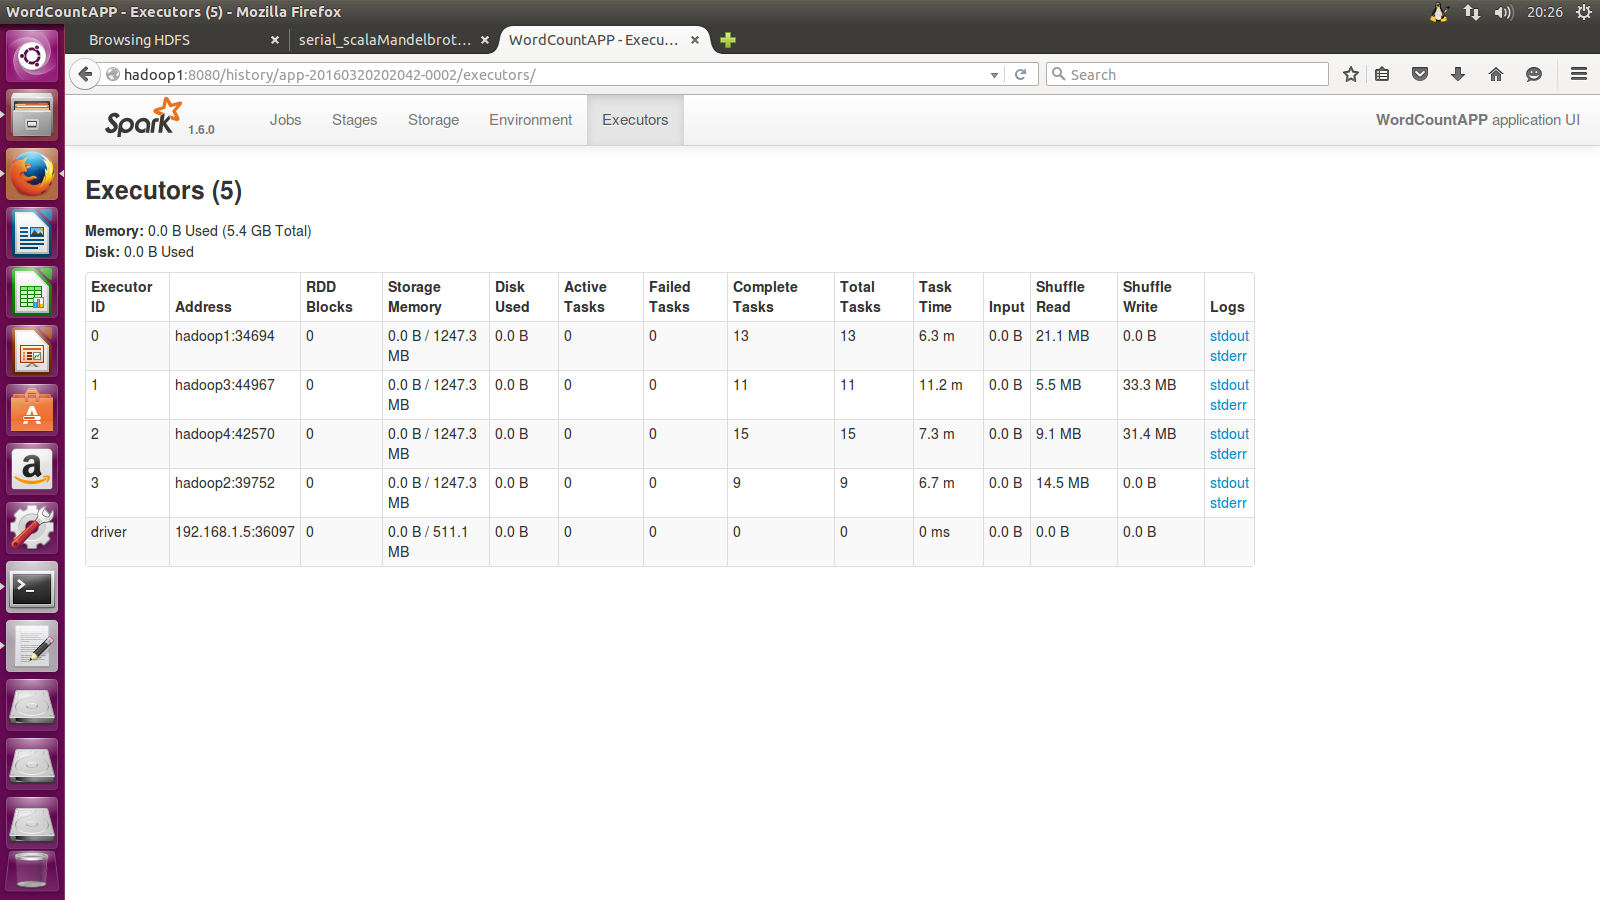 WordCountAPP - Executors (5) - Mozilla Firefox
20:26
Browsing HDFS
serial_scalaMandelbrot...
WordCountAPP - Execu...
hadoop1:8080/history/app-20160320202042-0002/executors/
Search
Spark 1.6.0 Jobs Stages Storage Environment Executors WordCountAPP application UI
Executors (5)
Memory: 0.0 B Used (5.4 GB Total)
Disk: 0.0 B Used
Executor ID Address RDD Blocks Storage Memory Disk Used Active Tasks Failed Tasks Complete Tasks Total Tasks Task Time Input Shuffle Read Shuffle Write Logs
0 hadoop1:34694 0 0.0 B / 1247.3 MB 0.0 B 0 0 13 13 6.3 m 0.0 B 21.1 MB 0.0 B stdout stderr
1 hadoop3:44967 0 0.0 B / 1247.3 MB 0.0 B 0 0 11 11 11.2 m 0.0 B 5.5 MB 33.3 MB stdout stderr
2 hadoop4:42570 0 0.0 B / 1247.3 MB 0.0 B 0 0 15 15 7.3 m 0.0 B 9.1 MB 31.4 MB stdout stderr
3 hadoop2:39752 0 0.0 B / 1247.3 MB 0.0 B 0 0 9 9 6.7 m 0.0 B 14.5 MB 0.0 B stdout stderr
driver 192.168.1.5:36097 0 0.0 B / 511.1 MB 0.0 B 0 0 0 0 0 ms 0.0 B 0.0 B 0.0 B